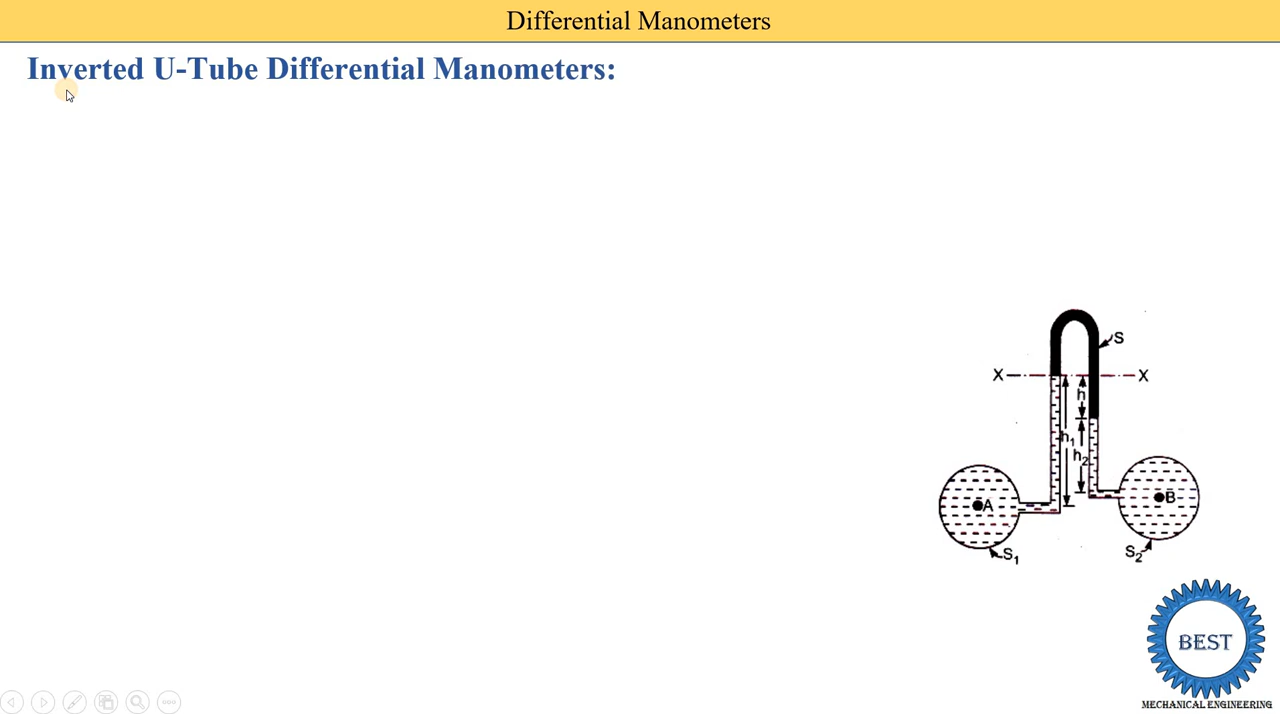 Differential Manometers
Inverted U-Tube Differential Manometers:
S
X
X
h
h₁
h₂
A
B
S₁
S₂
BEST
MECHANICAL ENGINEERING